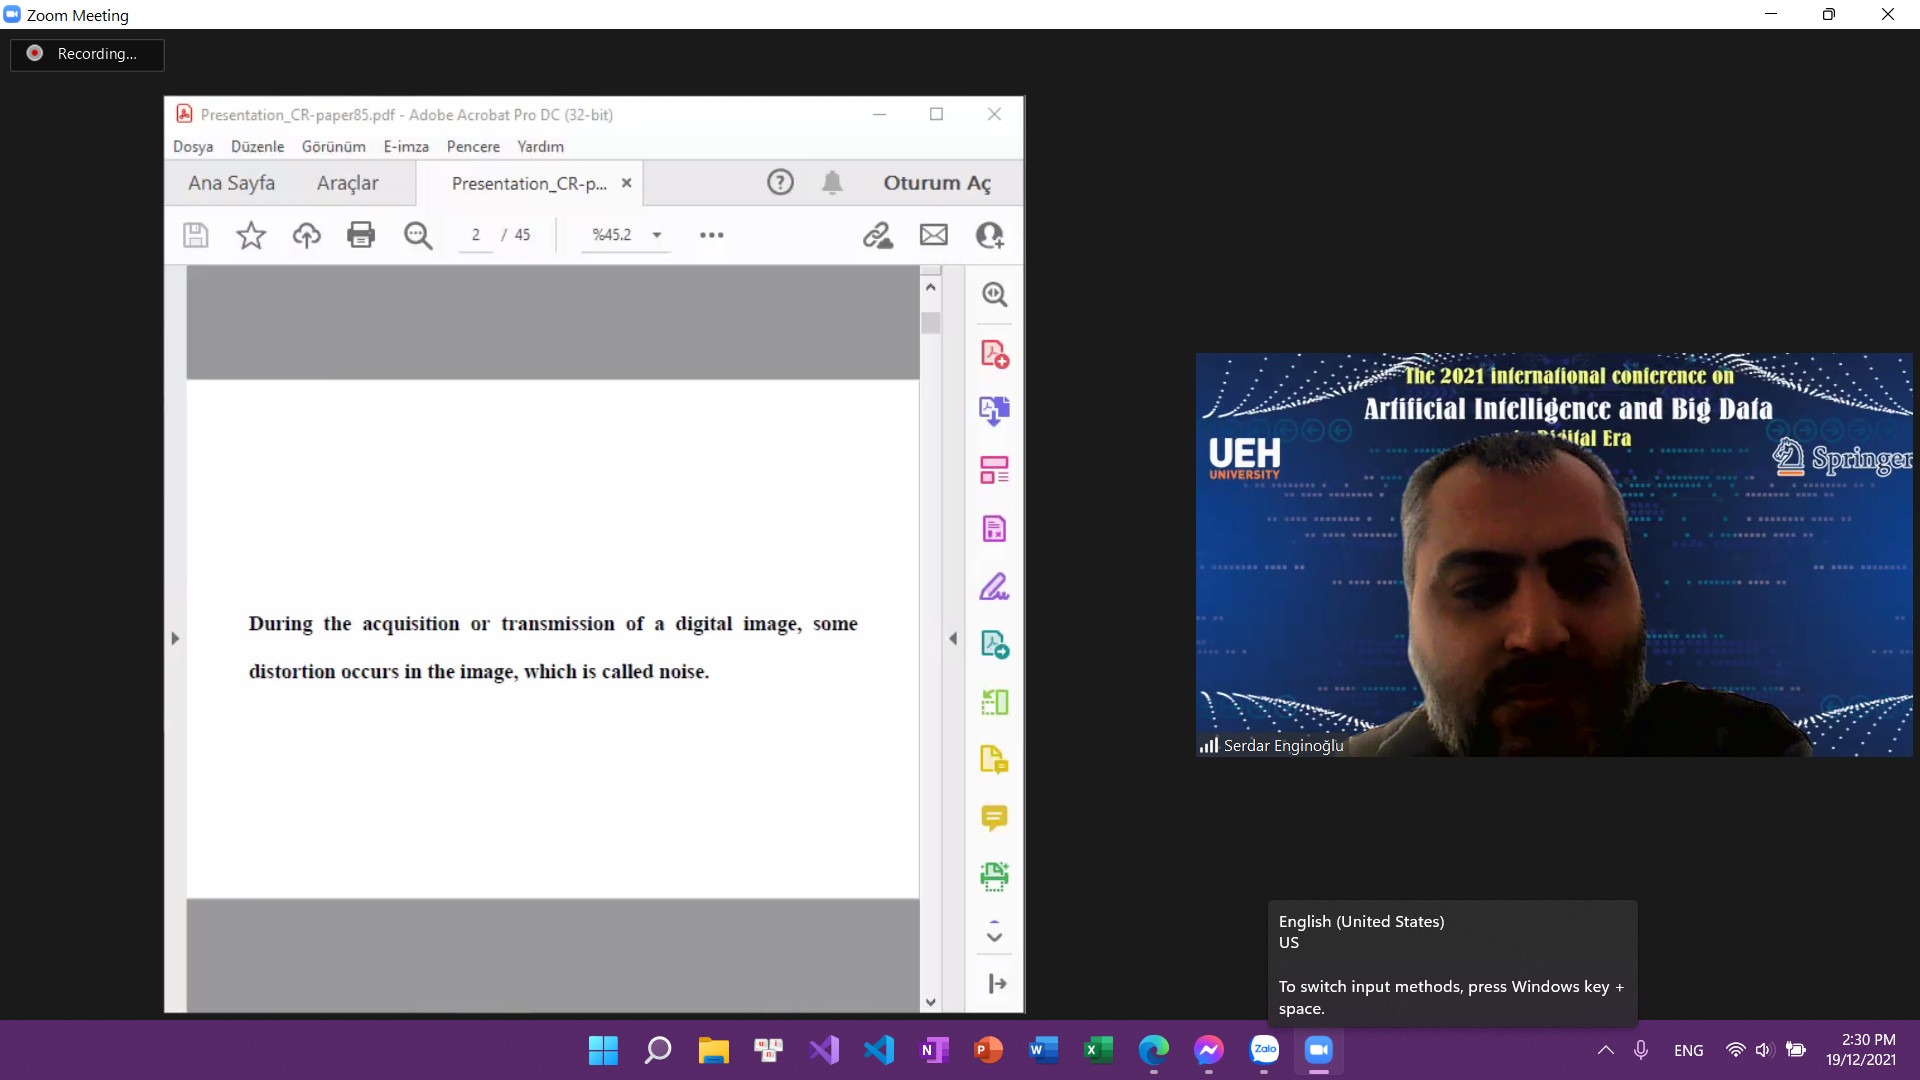 Zoom Meeting
Recording...
Presentation_CR-paper85.pdf - Adobe Acrobat Pro DC (32-bit)
Dosya Düzenle Görünüm E-imza Pencere Yardım
Ana Sayfa Araçlar Presentation_CR-p... Oturum Aç
2 / 45 %45.2
During the acquisition or transmission of a digital image, some
distortion occurs in the image, which is called noise.
The 2021 international conference on
Artificial Intelligence and Big Data
Digital Era
UEH
UNIVERSITY
Springer
Serdar Enginoğlu
English (United States)
US
To switch input methods, press Windows key +
space.
Zalo
ENG
2:30 PM
19/12/2021